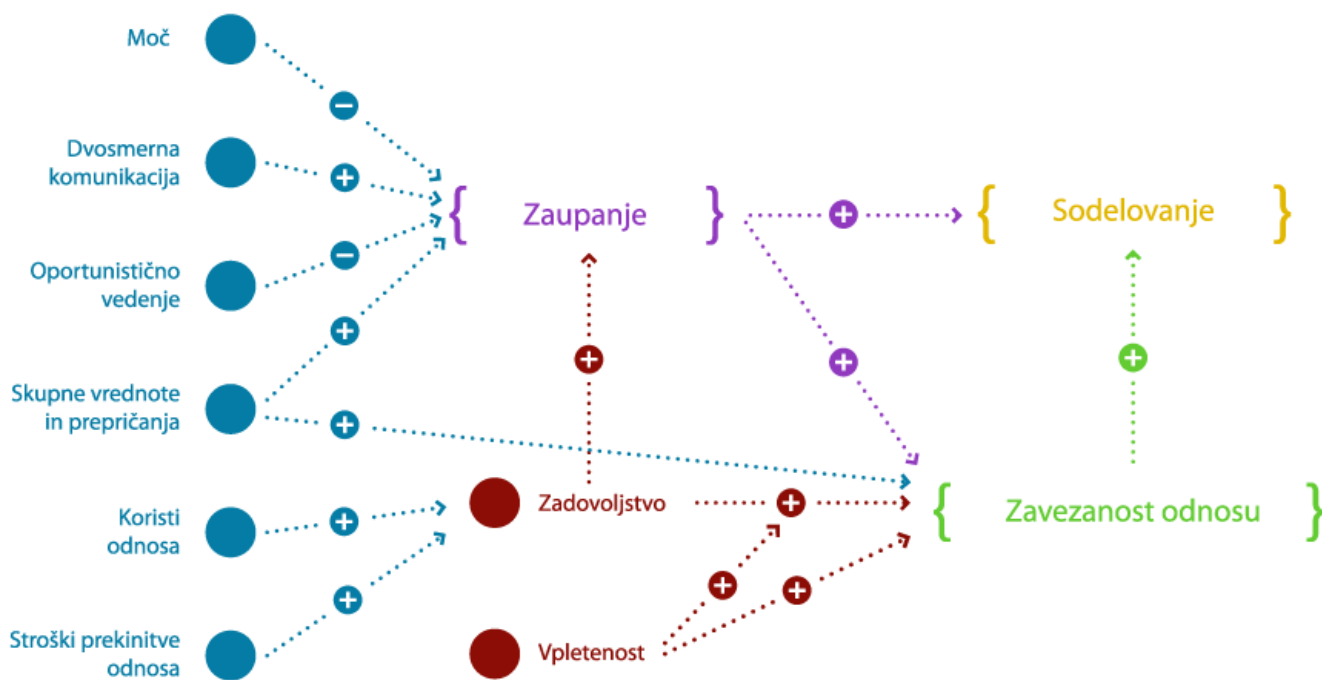 Moč
Dvosmerna
komunikacija
Oportunistično
vedenje
Skupne vrednote
in prepričanja
Koristi
odnosa
Stroški prekinitve
odnosa
−
+
−
+
+
+
+
{ Zaupanje }
+
Zadovoljstvo
Vpletenost
+
+
+
+
+
{ Sodelovanje }
+
{ Zavezanost odnosu }